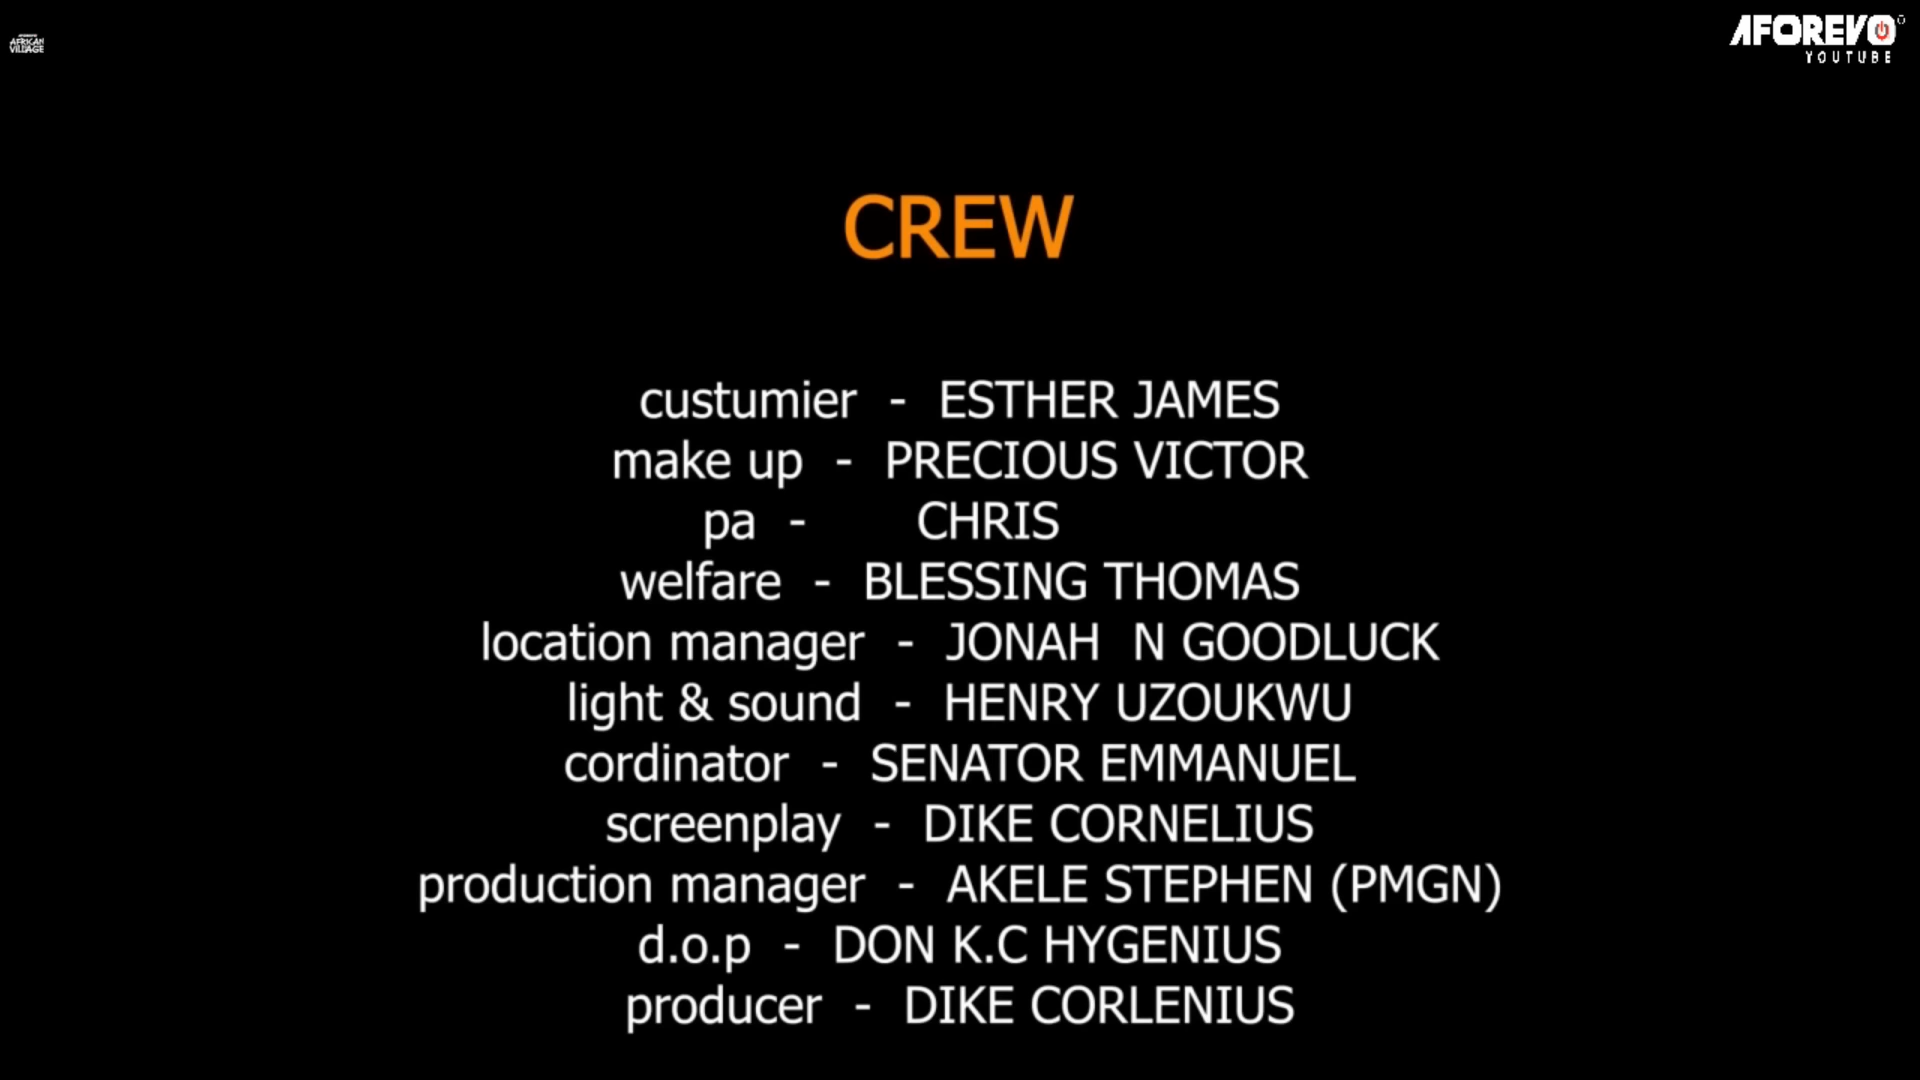 AFRICAN
VILLAGE
AFOREVO
YOUTUBE
CREW
custumier - ESTHER JAMES
make up - PRECIOUS VICTOR
pa - CHRIS
welfare - BLESSING THOMAS
location manager - JONAH N GOODLUCK
light & sound - HENRY UZOUKWU
cordinator - SENATOR EMMANUEL
screenplay - DIKE CORNELIUS
production manager - AKELE STEPHEN (PMGN)
d.o.p - DON K.C HYGENIUS
producer - DIKE CORLENIUS